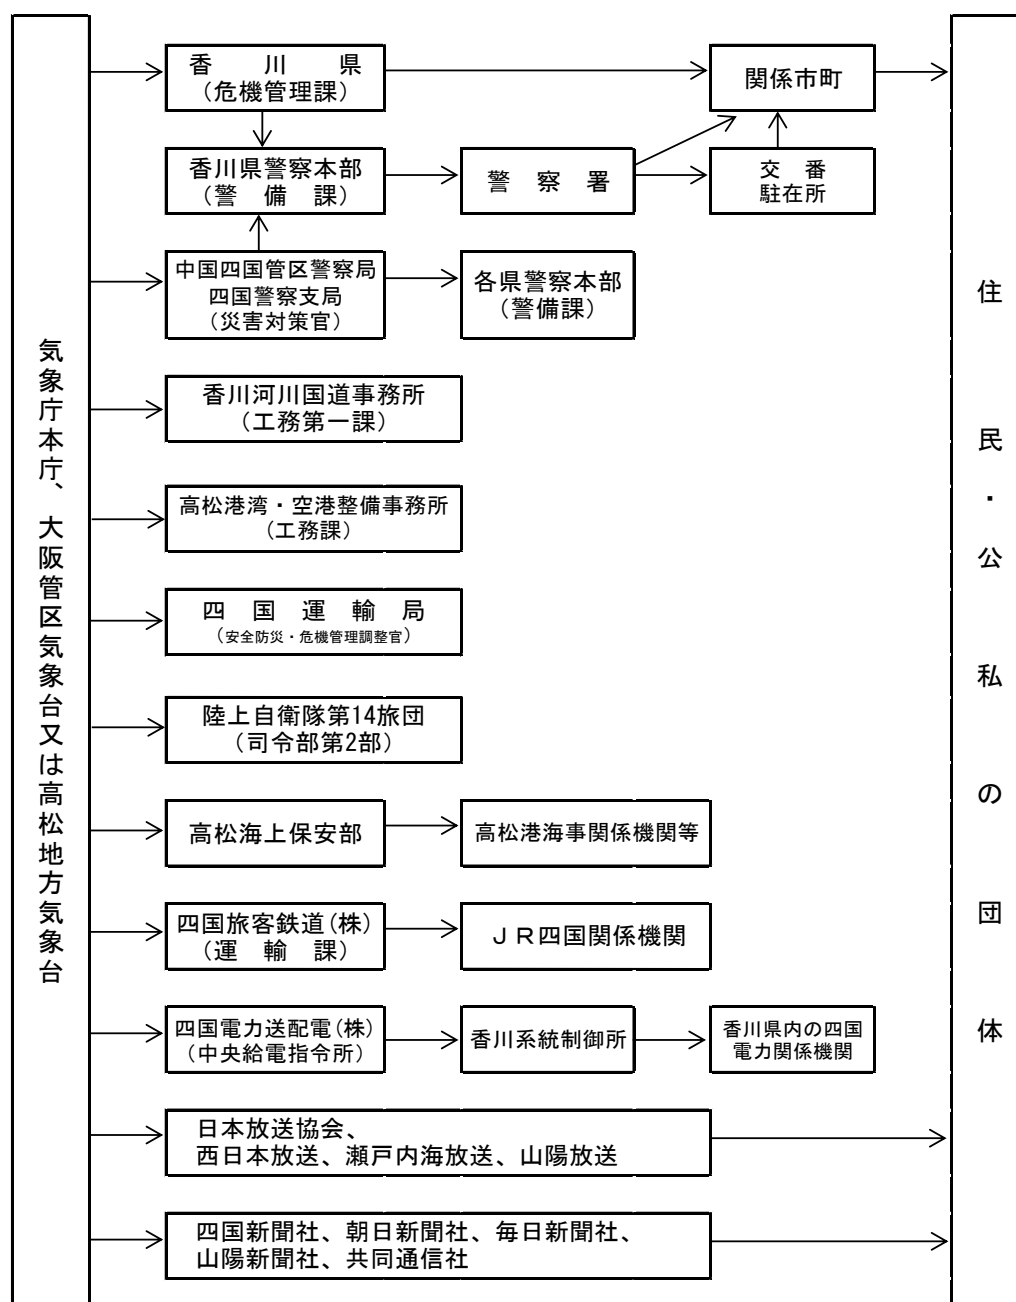 気象庁本庁、大阪管区気象台又は高松地方気象台
香川県
(危機管理課)
関係市町
香川県警察本部
(警備課)
警察署
交番
駐在所
中国四国管区警察局
四国警察支局
(災害対策官)
各県警察本部
(警備課)
香川河川国道事務所
(工務第一課)
高松港湾・空港整備事務所
(工務課)
四国運輸局
(安全防災・危機管理調整官)
陸上自衛隊第14旅団
(司令部第2部)
高松海上保安部
高松港海事関係機関等
四国旅客鉄道(株)
(運輸課)
JR四国関係機関
四国電力送配電(株)
(中央給電指令所)
香川系統制御所
香川県内の四国
電力関係機関
日本放送協会、
西日本放送、瀬戸内海放送、山陽放送
四国新聞社、朝日新聞社、毎日新聞社、
山陽新聞社、共同通信社
住民・公私の団体